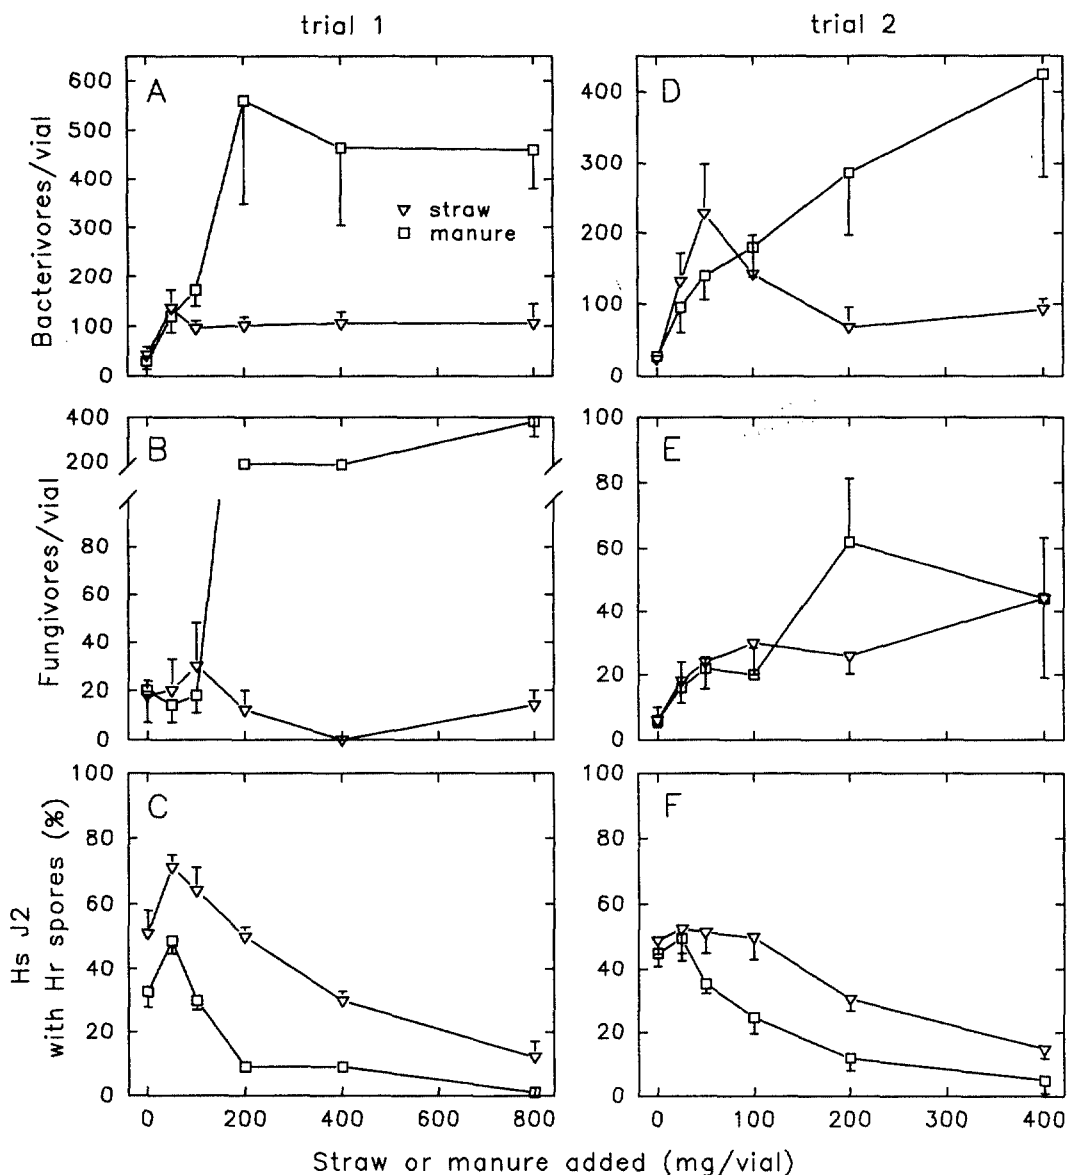 trial 1
trial 2
A
600
500
400
300
200
100
0
Bacterivores/vial
straw
manure
D
400
300
200
100
0
B
400
200
80
60
40
20
0
Fungivores/vial
E
100
80
60
40
20
0
C
100
80
60
40
20
0
Hs J2
with Hr spores (%)
F
100
80
60
40
20
0
0 200 400 600 800
0 100 200 300 400
Straw or manure added (mg/vial)